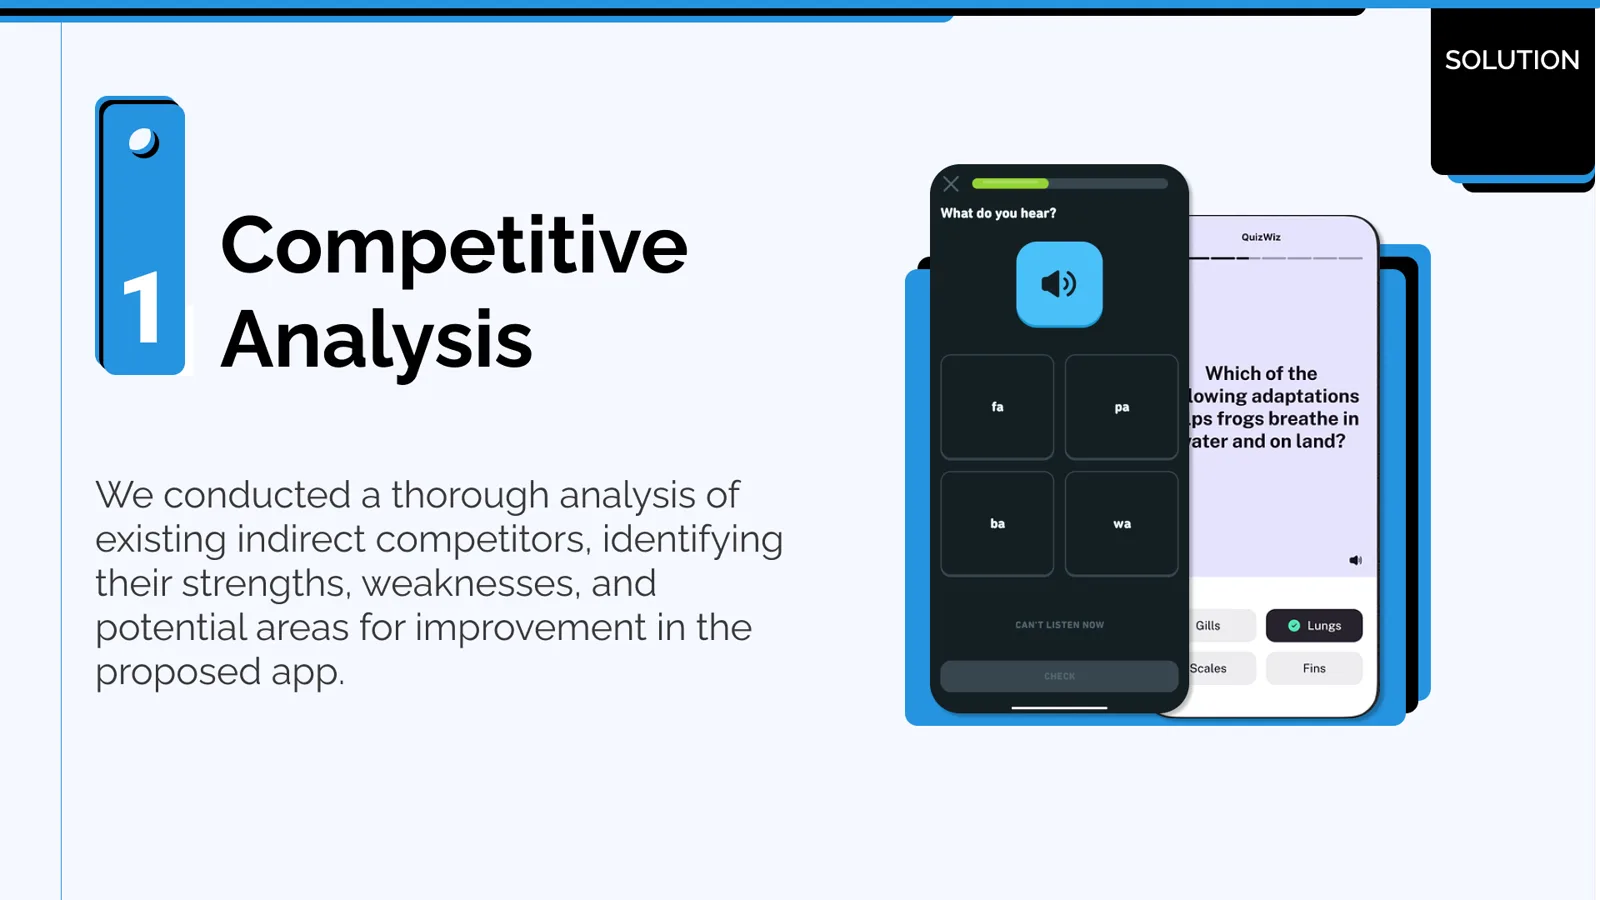 SOLUTION
1
Competitive
Analysis
We conducted a thorough analysis of
existing indirect competitors, identifying
their strengths, weaknesses, and
potential areas for improvement in the
proposed app.
What do you hear?
fa
pa
ba
wa
CAN'T LISTEN NOW
CHECK
QuizWiz
Which of the
lowing adaptations
ps frogs breathe in
ater and on land?
Gills
Lungs
Scales
Fins